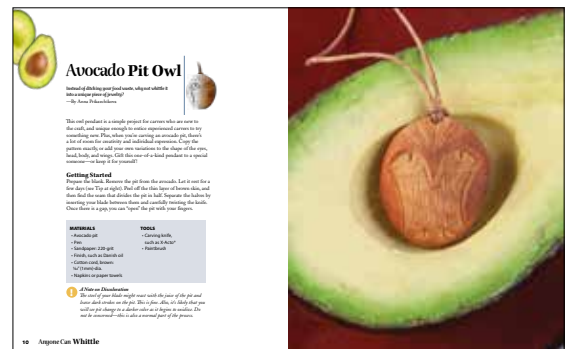 Avocado Pit Owl
Instead of ditching your food waste, why not whittle it
into a unique piece of jewelry?
—By Anna Prikazchikova
This owl pendant is a simple project for carvers who are new to
the craft, and unique enough to entice experienced carvers to try
something new. Plus, when you're carving an avocado pit, there's
a lot of room for creativity and individual expression. Copy the
pattern exactly, or add your own variations to the shape of the eyes,
head, body, and wings. Gift this one-of-a-kind pendant to a special
someone—or keep it for yourself!
Getting Started
Prepare the blank. Remove the pit from the avocado. Let it rest for a
few days (see Tip at right). Peel off the thin layer of brown skin, and
then find the seam that divides the pit in half. Separate the halves by
inserting your blade between them and carefully twisting the knife.
Once there is a gap, you can "open" the pit with your fingers.
MATERIALS
• Avocado pit
• Pen
• Sandpaper: 220-grit
• Finish, such as Danish oil
• Cotton cord, brown:
(1mm)-dia.
• Napkins or paper towels
TOOLS
• Carving knife,
such as X-Acto®
• Paintbrush
A Note on Discoloration
The steel of your blade might react with the juice of the pit and
leave dark strokes on the pit. This is fine. Also, it's likely that you
will see pit change to a darker color as it begins to oxidize. Do
not be concerned—this is also a normal part of the process.
10 Anyone Can Whittle